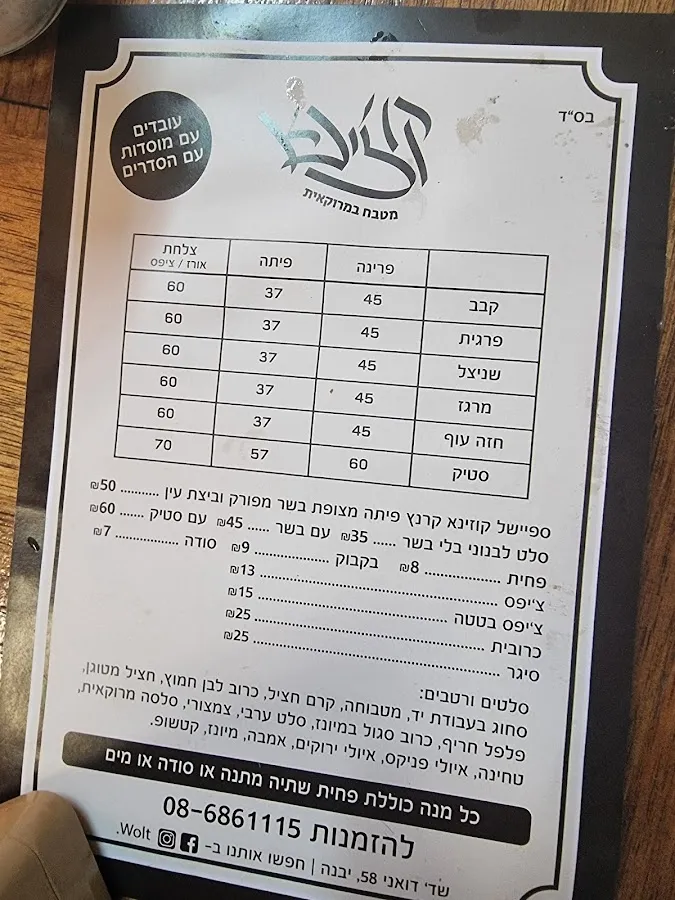 בס"ד
עובדים
עם מוסדות
עם הסדרים
קוז'ינא
מטבח במרוקאית
פרינה פיתה צלחת
אורז / ציפס
קבב 45 37 60
פרגית 45 37 60
שניצל 45 37 60
מרגז 45 37 60
חזה עוף 45 37 60
סטיק 60 57 70
ספיישל קוזינא קרנץ פיתה מצופת בשר מפורק וביצת עין ........... 50₪
סלט לבנוני בלי בשר ...... 35₪ עם בשר ...... 45₪ עם סטיק ....... 60₪
פחית .................. 8₪ בקבוק .................. 9₪ סודה ............... 7₪
צ'יפס ........................................................ 13₪
צ'יפס בטטה ........................................................ 15₪
כרובית ........................................................ 25₪
סיגר ........................................................ 25₪
סלטים ורטבים:
סחוג בעבודת יד, מטבוחה, קרם חציל, כרוב לבן חמוץ, חציל מטוגן,
פלפל חריף, כרוב סגול במיונז, סלט ערבי, צמצורי, סלסה מרוקאית,
טחינה, איולי פניקס, איולי ירוקים, אמבה, מיונז, קטשופ.
כל מנה כוללת פחית שתיה מתנה או סודה או מים
להזמנות 08-6861115
שד' דואני 58, יבנה | חפשו אותנו ב- Wolt.